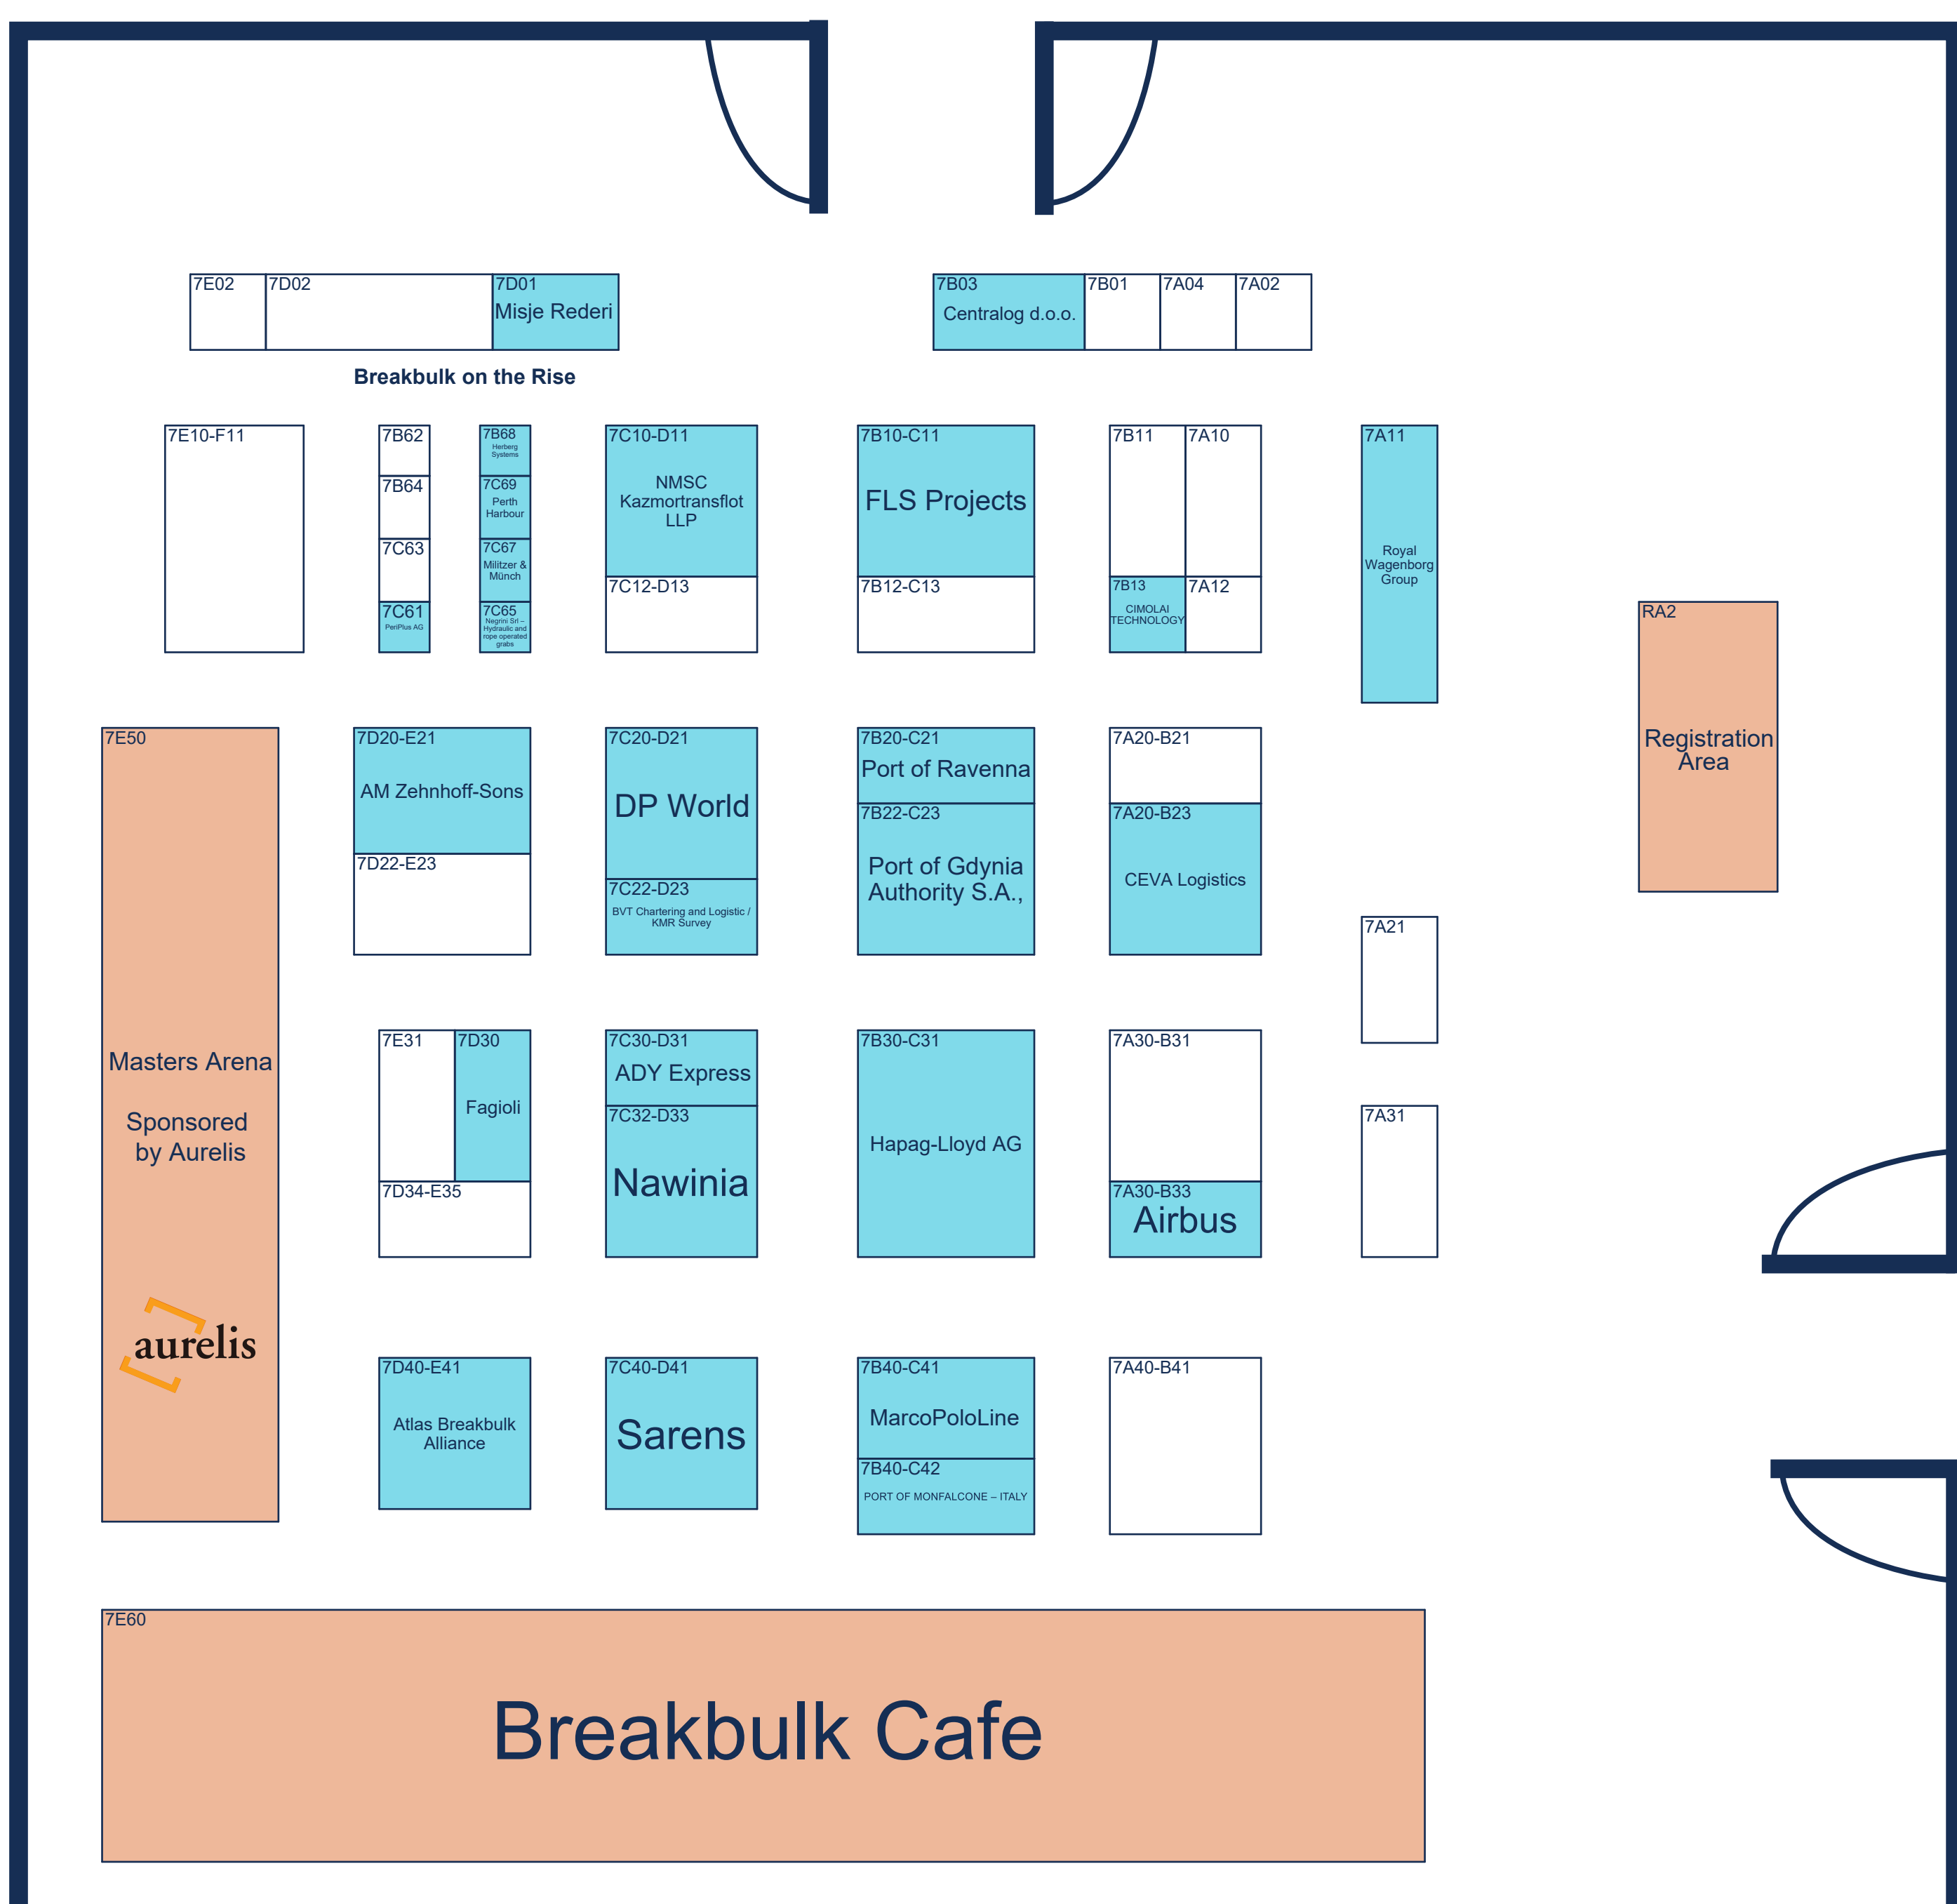 7E02
7D02
7D01
Misje Rederi
7B03
Centralog d.o.o.
7B01
7A04
7A02
Breakbulk on the Rise
7E10-F11
7B62
7B64
7C63
7C61
PeriPlus AG
7B68
Herberg
Systems
7C69
Perth
Harbour
7C67
Militzer &
Münch
7C65
Negrini Srl –
Hydraulic and
rope operated
grabs
7C10-D11
NMSC
Kazmortransflot
LLP
7C12-D13
7B10-C11
FLS Projects
7B12-C13
7B11
7A10
7B13
CIMOLAI
TECHNOLOGY
7A12
7A11
Royal
Wagenborg
Group
RA2
Registration
Area
7E50
Masters Arena
Sponsored
by Aurelis
aurelis
7D20-E21
AM Zehnhoff-Sons
7D22-E23
7C20-D21
DP World
7C22-D23
BVT Chartering and Logistic /
KMR Survey
7B20-C21
Port of Ravenna
7B22-C23
Port of Gdynia
Authority S.A.,
7A20-B21
7A20-B23
CEVA Logistics
7A21
7E31
7D30
Fagioli
7D34-E35
7C30-D31
ADY Express
7C32-D33
Nawinia
7B30-C31
Hapag-Lloyd AG
7A30-B31
7A30-B33
Airbus
7A31
7D40-E41
Atlas Breakbulk
Alliance
7C40-D41
Sarens
7B40-C41
MarcoPoloLine
7B40-C42
PORT OF MONFALCONE – ITALY
7A40-B41
7E60
Breakbulk Cafe